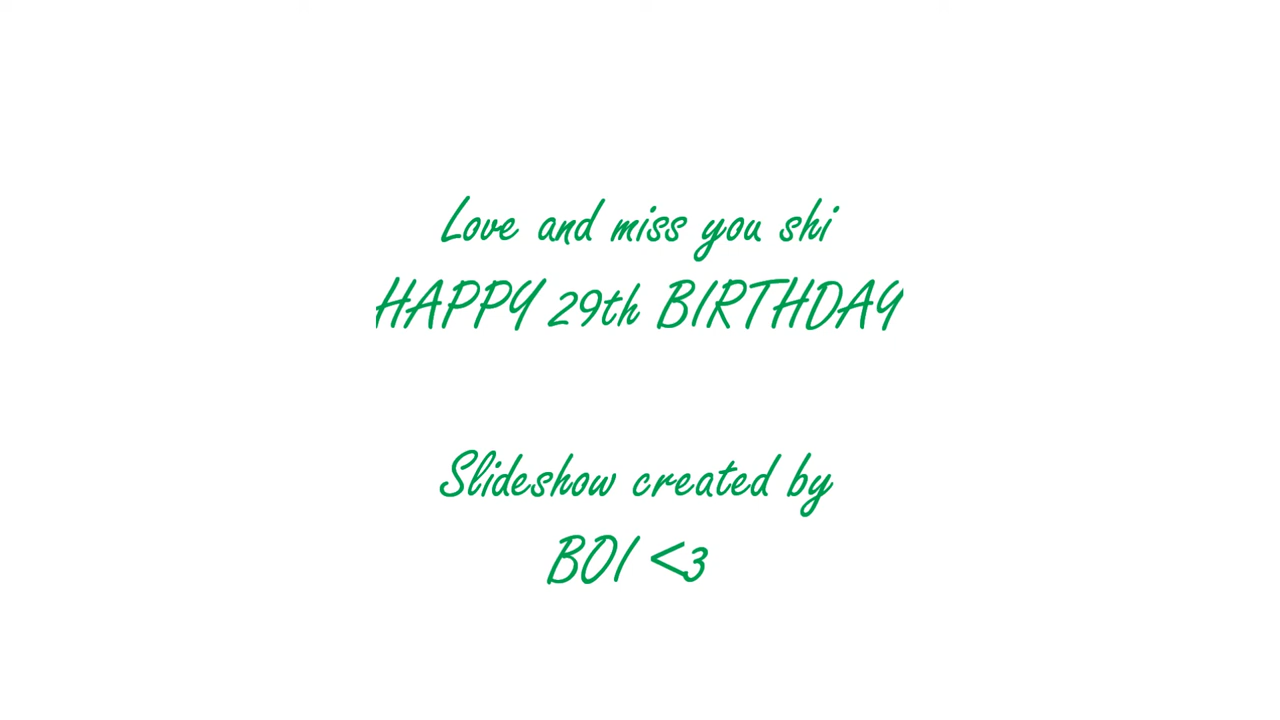 Love and miss you shi
HAPPY 29th BIRTHDAY
Slideshow created by
BOI <3